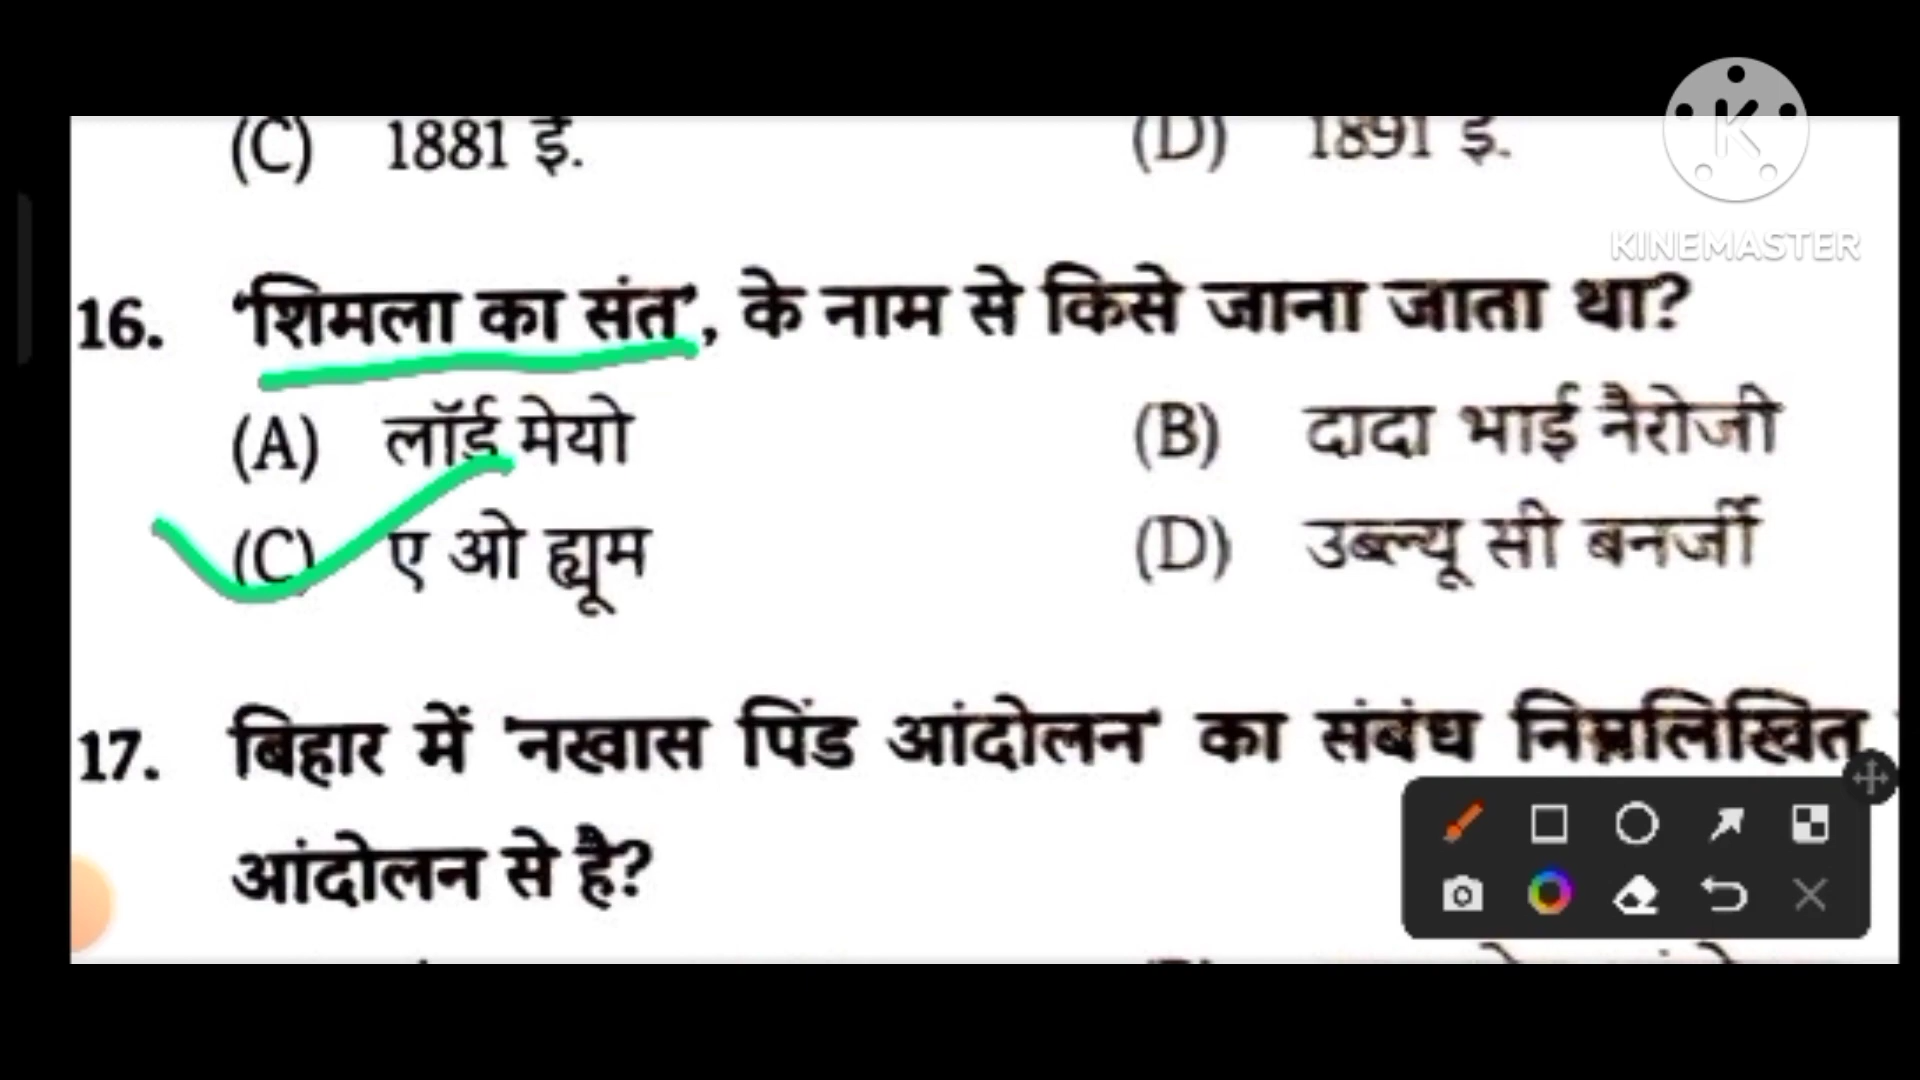 (C) 1881 ई. (D) 1891 ई.
KINEMASTER
16. 'शिमला का संत', के नाम से किसे जाना जाता था?
(A) लॉर्ड मेयो (B) दादा भाई नैरोजी
(C) ए ओ ह्यूम (D) उब्ल्यू सी बनर्जी
17. बिहार में 'नखास पिंड आंदोलन' का संबंध निम्नलिखित
आंदोलन से है?